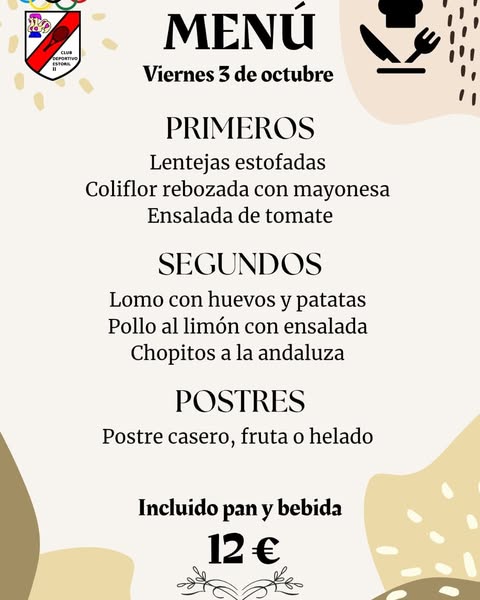 CLUB
DEPORTIVO
ESTORIL
II
MENÚ
Viernes 3 de octubre
PRIMEROS
Lentejas estofadas
Coliflor rebozada con mayonesa
Ensalada de tomate
SEGUNDOS
Lomo con huevos y patatas
Pollo al limón con ensalada
Chopitos a la andaluza
POSTRES
Postre casero, fruta o helado
Incluido pan y bebida
12 €